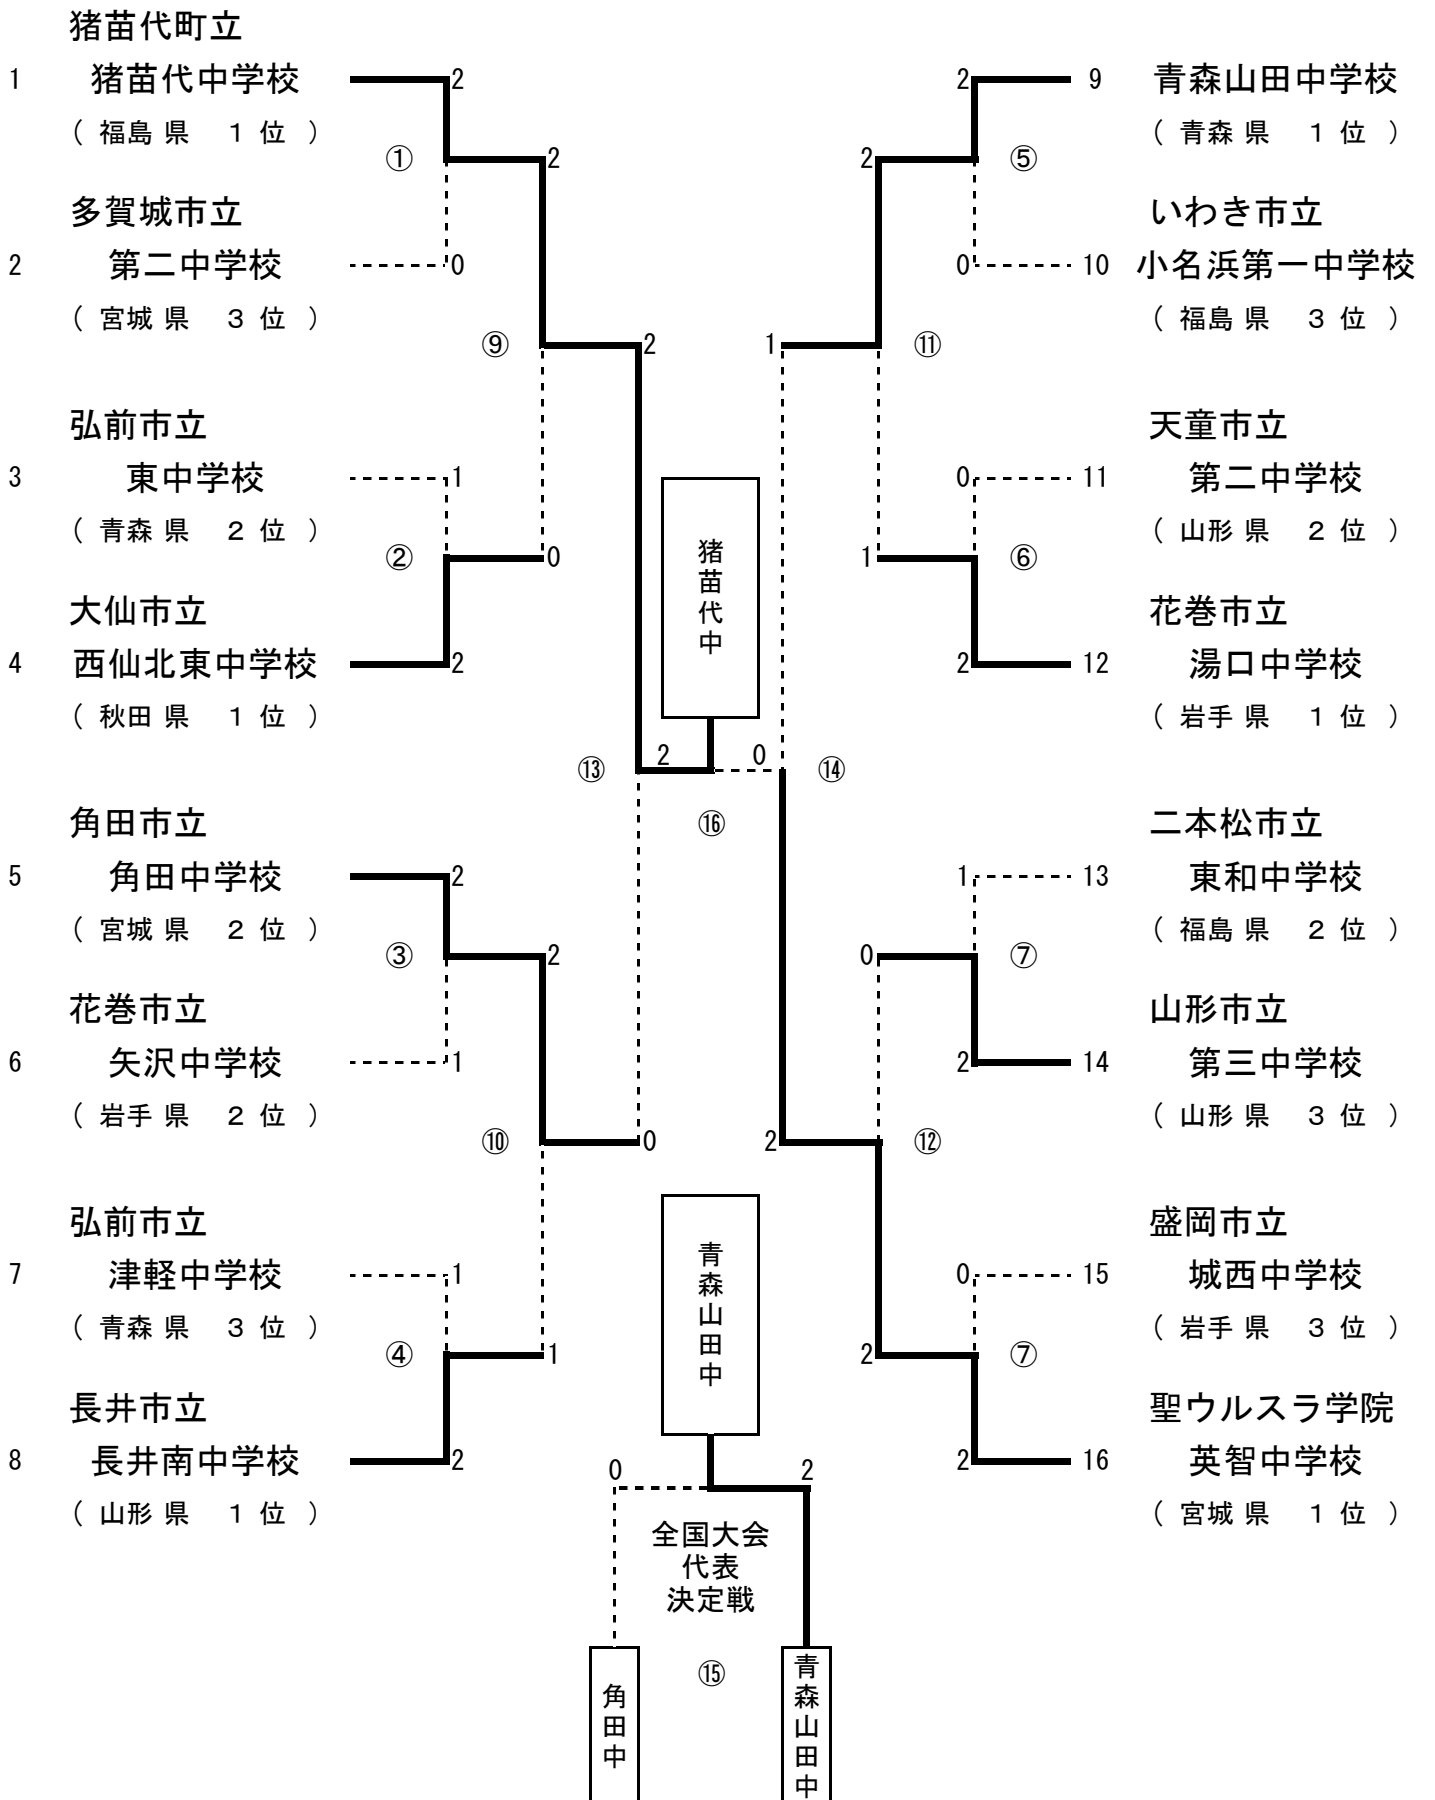 猪苗代町立
1 猪苗代中学校 2
（ 福島 県 1 位 ）
①
2
多賀城市立
2 第二中学校 0
（ 宮城 県 3 位 ）
⑨
2
弘前市立
3 東中学校 1
（ 青森 県 2 位 ）
②
0
大仙市立
4 西仙北東中学校 2
（ 秋田 県 1 位 ）
⑬
角田市立
5 角田中学校 2
（ 宮城 県 2 位 ）
③
2
花巻市立
6 矢沢中学校 1
（ 岩手 県 2 位 ）
⑩
0
弘前市立
7 津軽中学校 1
（ 青森 県 3 位 ）
④
1
長井市立
8 長井南中学校 2
（ 山形 県 1 位 ）
猪苗代中
2 0
⑯
青森山田中
0 2
全国大会
代表
決定戦
⑮
角田中
青森山田中
2 9 青森山田中学校
（ 青森 県 1 位 ）
2
⑤
いわき市立
0 10 小名浜第一中学校
（ 福島 県 3 位 ）
1
⑪
天童市立
0 11 第二中学校
（ 山形 県 2 位 ）
1
⑥
花巻市立
2 12 湯口中学校
（ 岩手 県 1 位 ）
⑭
二本松市立
1 13 東和中学校
（ 福島 県 2 位 ）
0
⑦
山形市立
2 14 第三中学校
（ 山形 県 3 位 ）
2
⑫
盛岡市立
0 15 城西中学校
（ 岩手 県 3 位 ）
2
⑦
聖ウルスラ学院
2 16 英智中学校
（ 宮城 県 1 位 ）